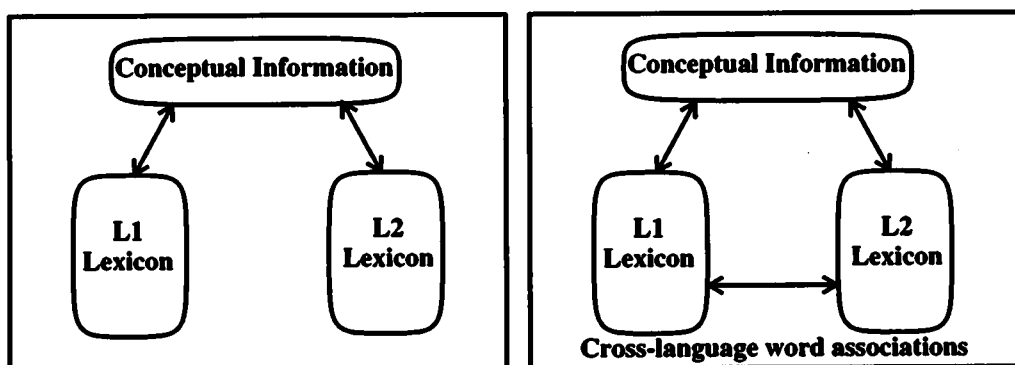 Conceptual Information
L1
Lexicon
L2
Lexicon
Conceptual Information
L1
Lexicon
L2
Lexicon
Cross-language word associations